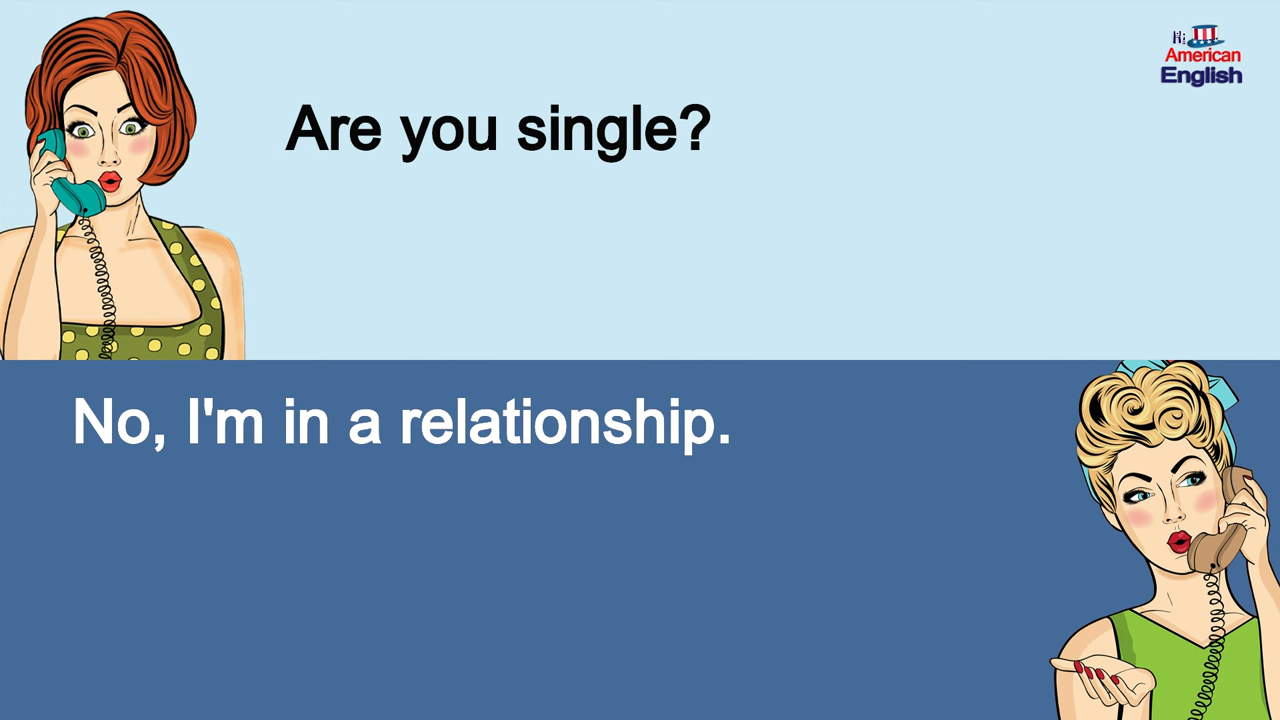 Hi
American
English
Are you single?
No, I'm in a relationship.